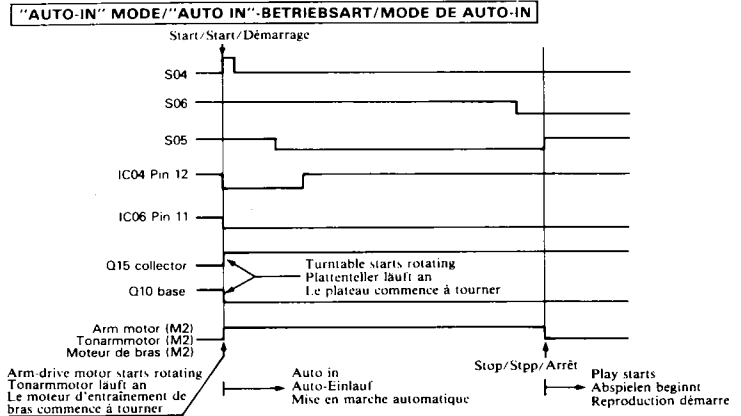 "AUTO-IN" MODE/"AUTO IN"-BETRIEBSART/MODE DE AUTO-IN
Start/Start/Démarrage
S04
S06
S05
IC04 Pin 12
IC06 Pin 11
Q15 collector
Turntable starts rotating
Plattenteller läuft an
Le plateau commence à tourner
Q10 base
Arm motor (M2)
Tonarmmotor (M2)
Moteur de bras (M2)
Arm-drive motor starts rotating
Tonarmmotor läuft an
Le moteur d'entraînement de
bras commence à tourner
Auto in
Auto-Einlauf
Mise en marche automatique
Stop/Stpp/Arrêt
Play starts
Abspielen beginnt
Reproduction démarre